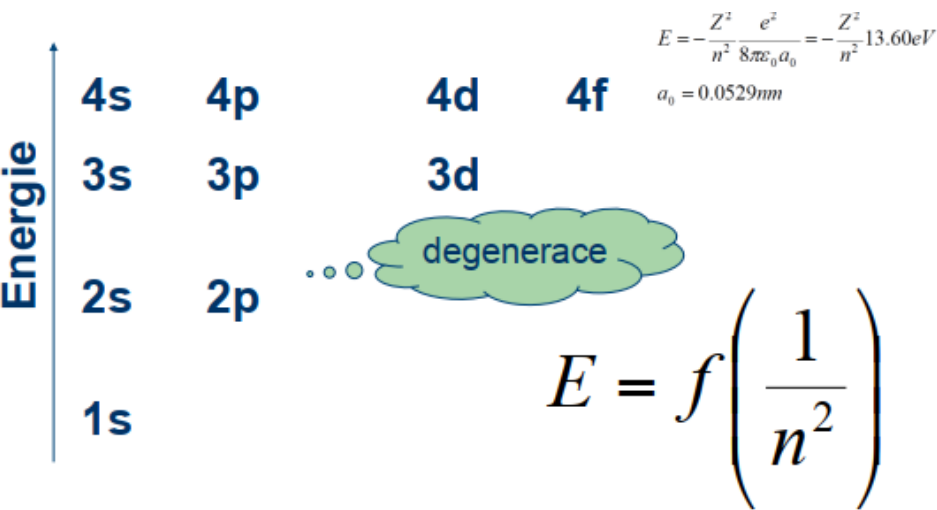 E = −Z²/n² e²/8πε₀a₀ = −Z²/n² 13.60eV
a₀ = 0.0529nm
4s 4p 4d 4f
3s 3p 3d
degenerace
2s 2p
1s
Energie
E = f(1/n²)